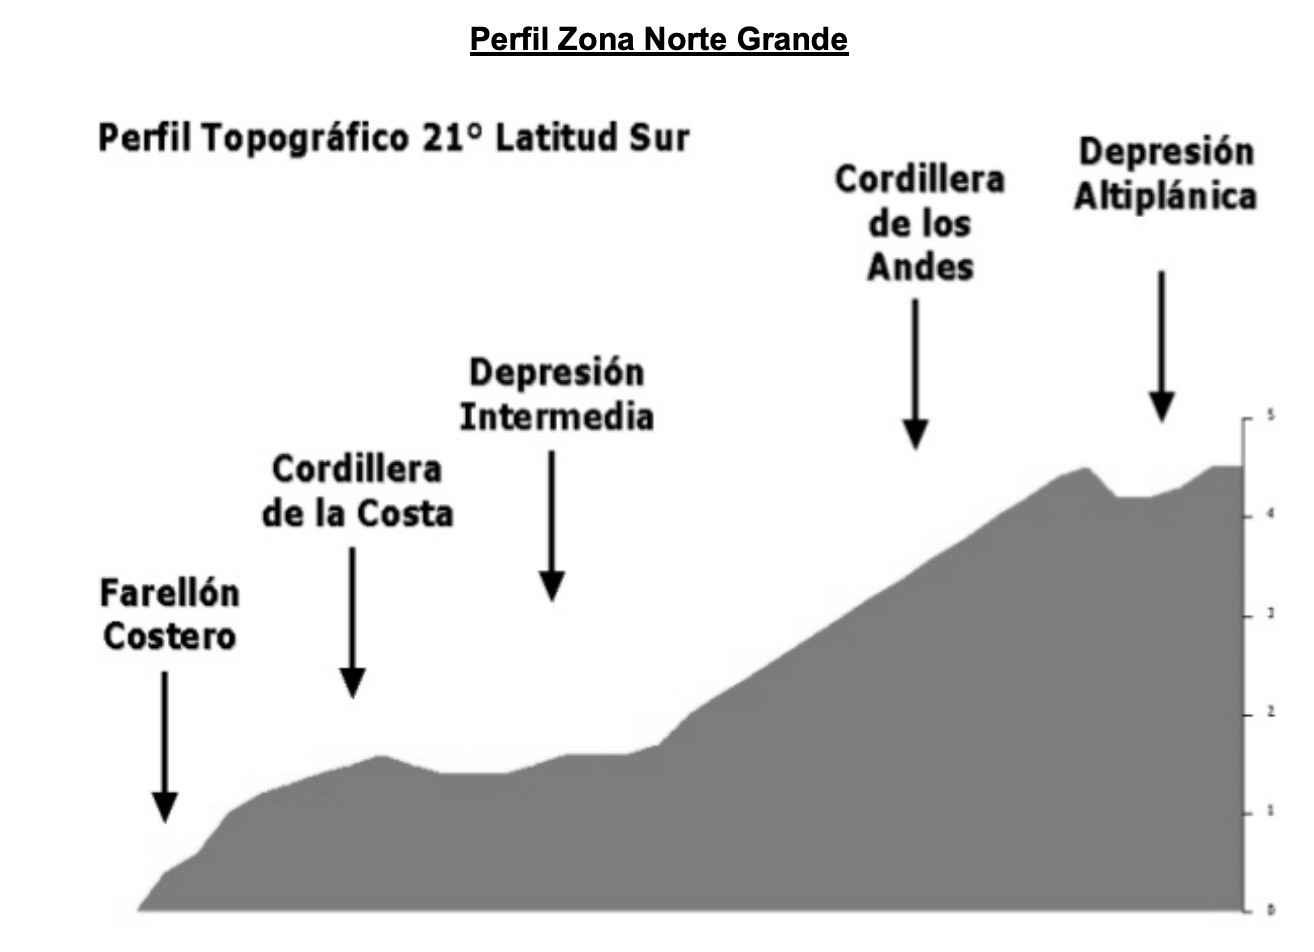 Perfil Zona Norte Grande
Perfil Topográfico 21º Latitud Sur
Depresión
Altiplánica
Cordillera
de los
Andes
Depresión
Intermedia
Cordillera
de la Costa
Farellón
Costero
5
4
3
2
1
0